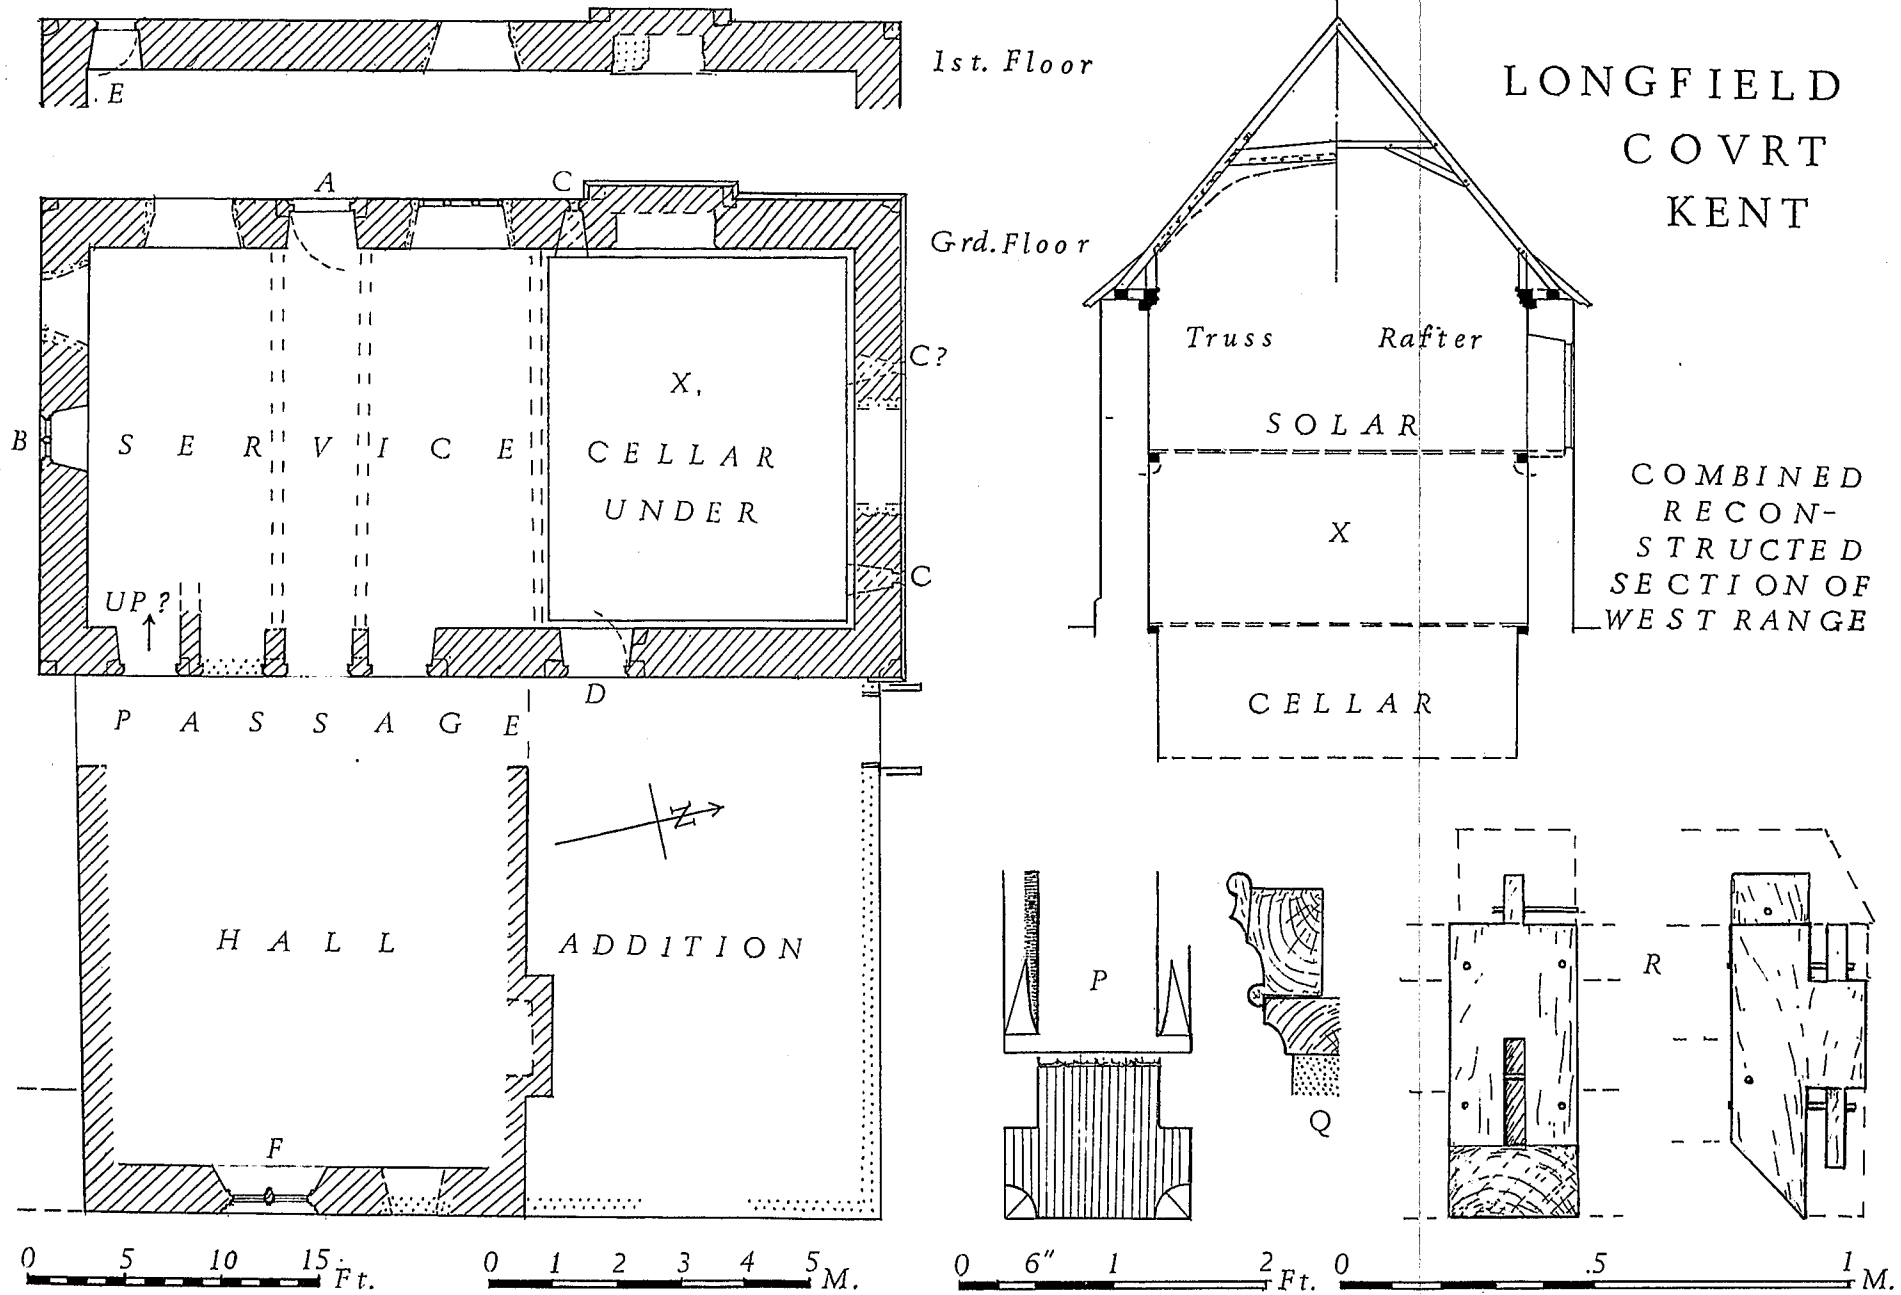 1st. Floor
E
LONGFIELD
COVRT
KENT
A
C
Grd. Floor
C?
X,
CELLAR
UNDER
B
SERVICE
UP?
C
D
PASSAGE
N
HALL
ADDITION
F
Truss Rafter
SOLAR
X
CELLAR
COMBINED
RECON-
STRUCTED
SECTION OF
WEST RANGE
P
Q
R
0 5 10 15 Ft.
0 1 2 3 4 5 M.
0 6" 1 2 Ft.
0 .5 1 M.